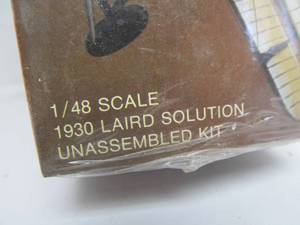 1/48 SCALE
1930 LAIRD SOLUTION
UNASSEMBLED KIT